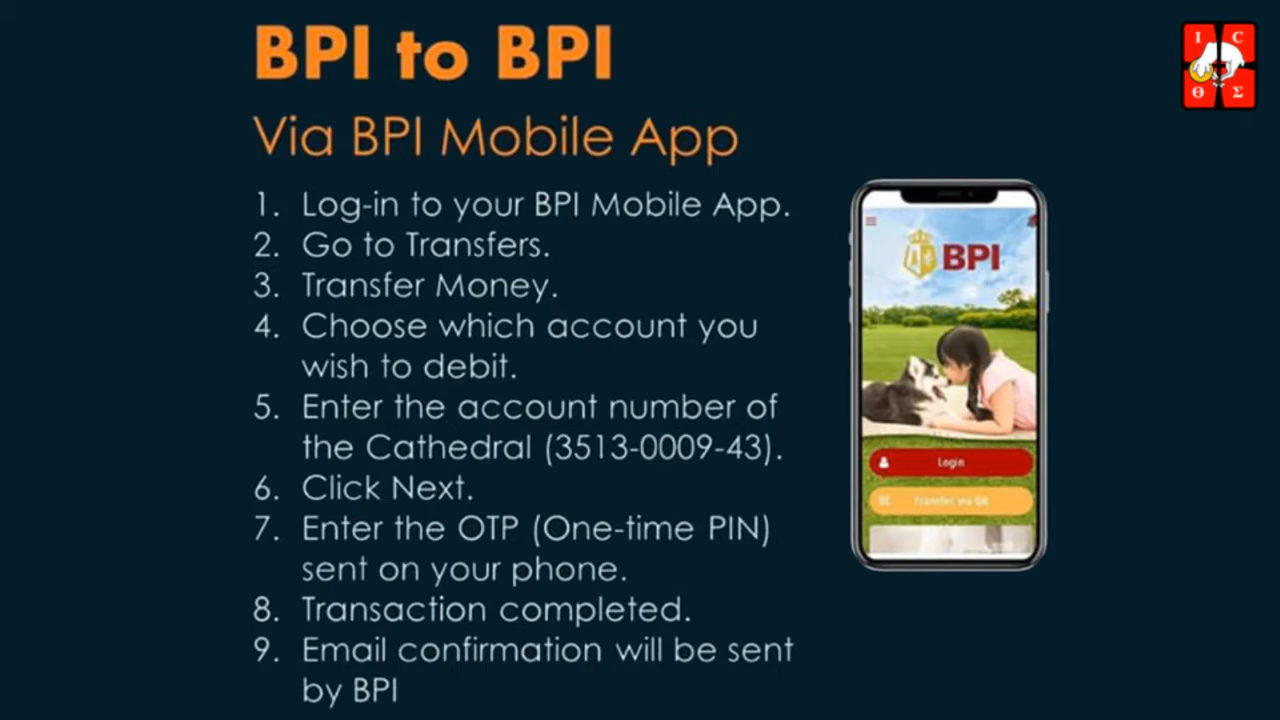 BPI to BPI
Via BPI Mobile App
1. Log-in to your BPI Mobile App.
2. Go to Transfers.
3. Transfer Money.
4. Choose which account you
wish to debit.
5. Enter the account number of
the Cathedral (3513-0009-43).
6. Click Next.
7. Enter the OTP (One-time PIN)
sent on your phone.
8. Transaction completed.
9. Email confirmation will be sent
by BPI
I C
Θ Σ
BPI
Login
Transfer via QR